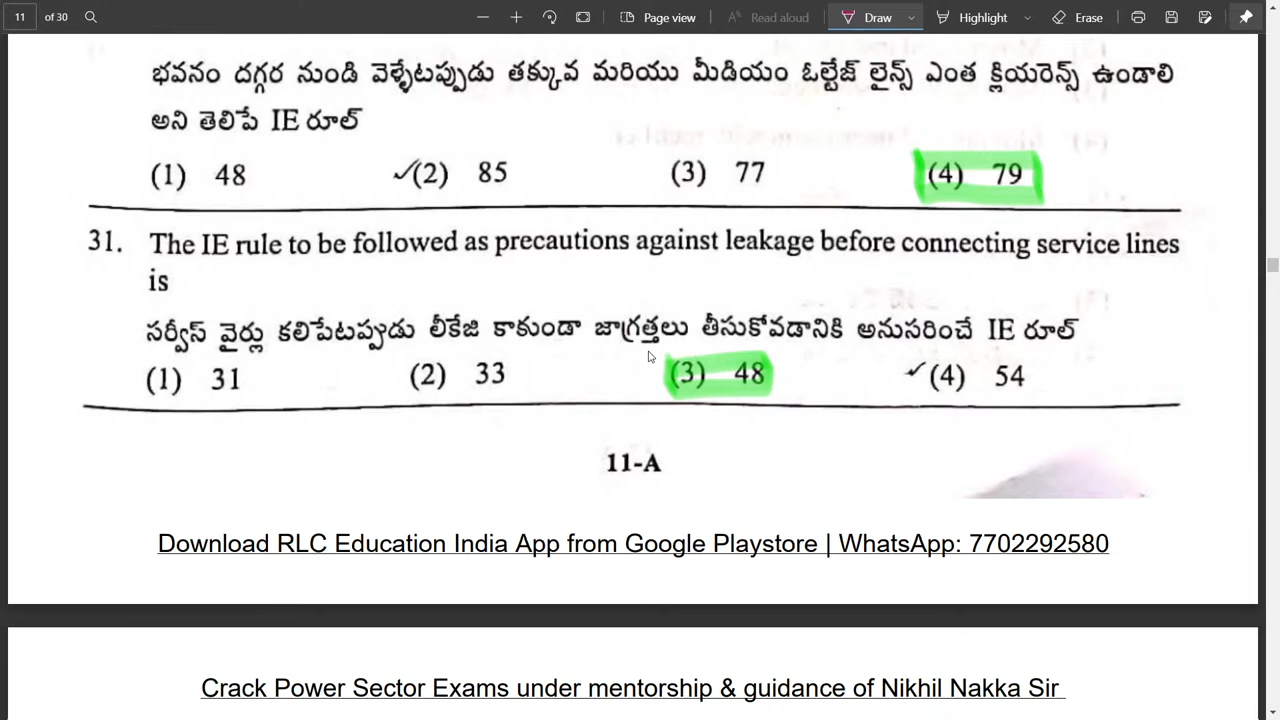 11 of 30 Page view Read aloud Draw Highlight Erase
భవనం దగ్గర నుండి వెళ్ళేటప్పుడు తక్కువ మరియు మీడియం ఓల్టేజ్ లైన్స్ ఎంత క్లియరెన్స్ ఉండాలి
అని తెలిపే IE రూల్
(1) 48 (2) 85 (3) 77 (4) 79
31. The IE rule to be followed as precautions against leakage before connecting service lines
is
సర్వీస్ వైర్లు కలిపేటప్పుడు లీకేజి కాకుండా జాగ్రత్తలు తీసుకోవడానికి అనుసరించే IE రూల్
(1) 31 (2) 33 (3) 48 (4) 54
11-A
Download RLC Education India App from Google Playstore | WhatsApp: 7702292580
Crack Power Sector Exams under mentorship & guidance of Nikhil Nakka Sir